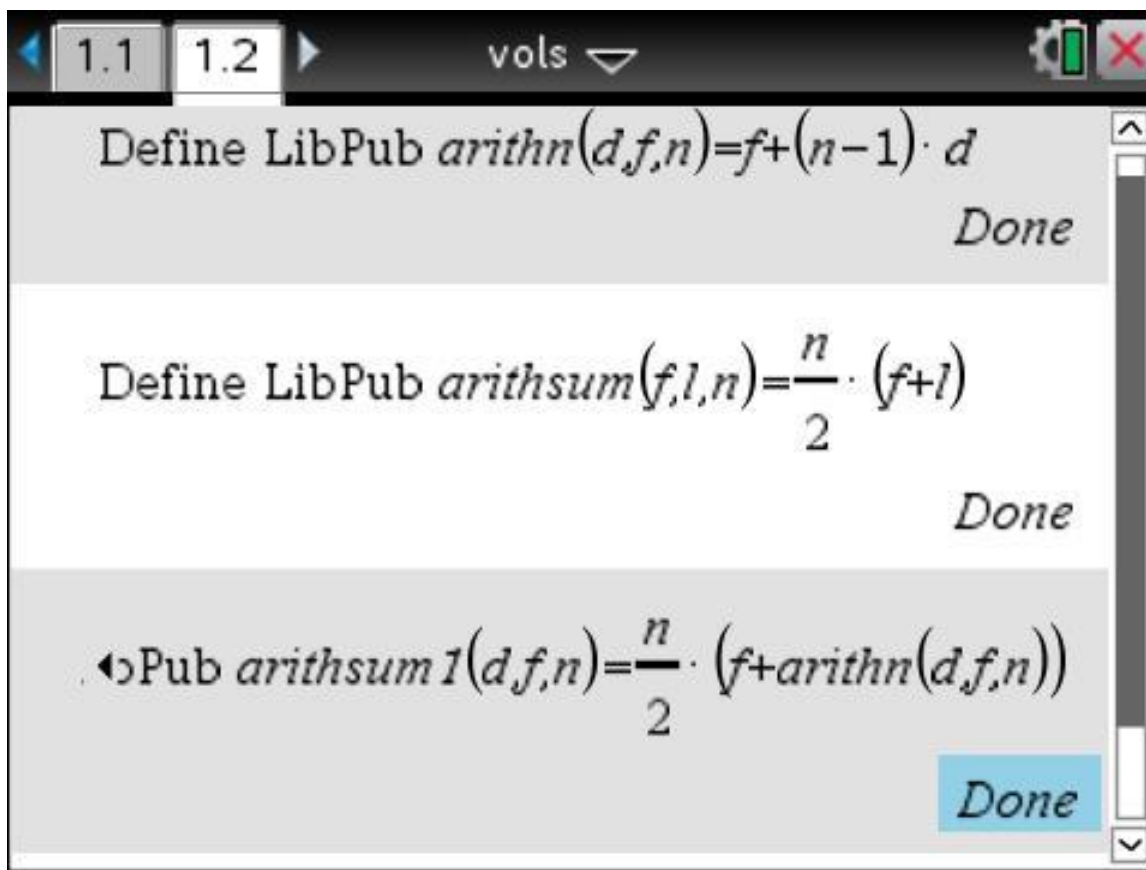 1.1 1.2 vols
Define LibPub arithn(d,f,n)=f+(n−1)· d
Done
Define LibPub arithsum(f,l,n)=n/2· (f+l)
Done
Pub arithsum1(d,f,n)=n/2· (f+arithn(d,f,n))
Done